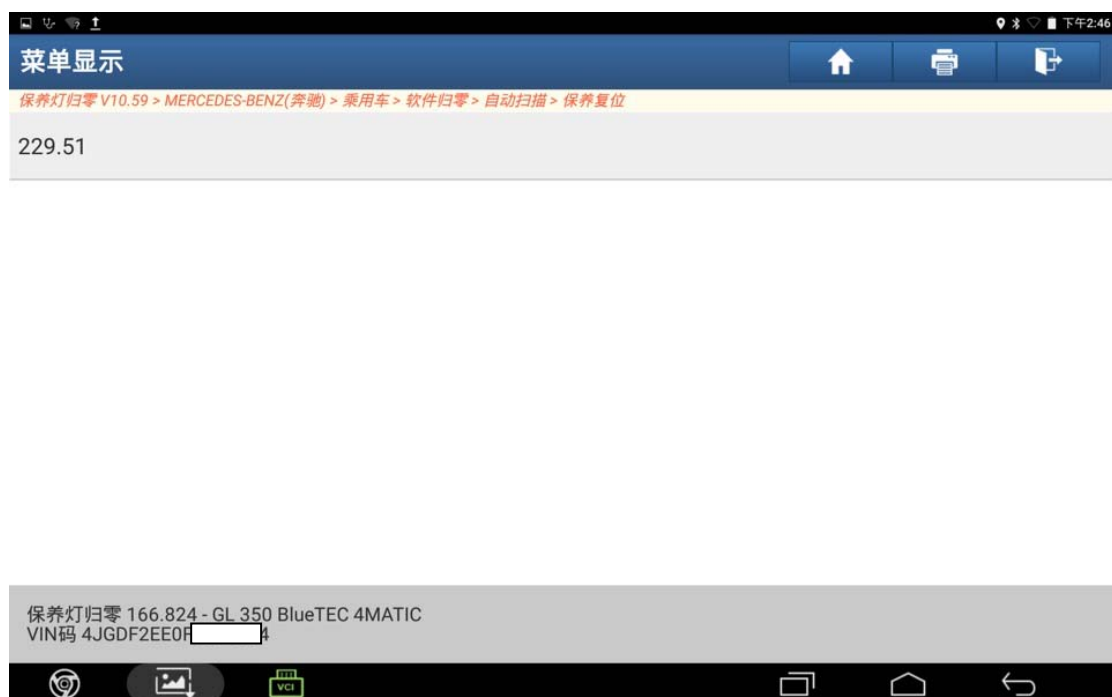 下午2:46
菜单显示
保养灯归零 V10.59 > MERCEDES-BENZ(奔驰) > 乘用车 > 软件归零 > 自动扫描 > 保养复位
229.51
保养灯归零 166.824 - GL 350 BlueTEC 4MATIC
VIN码 4JGDF2EE0F 4
VCI